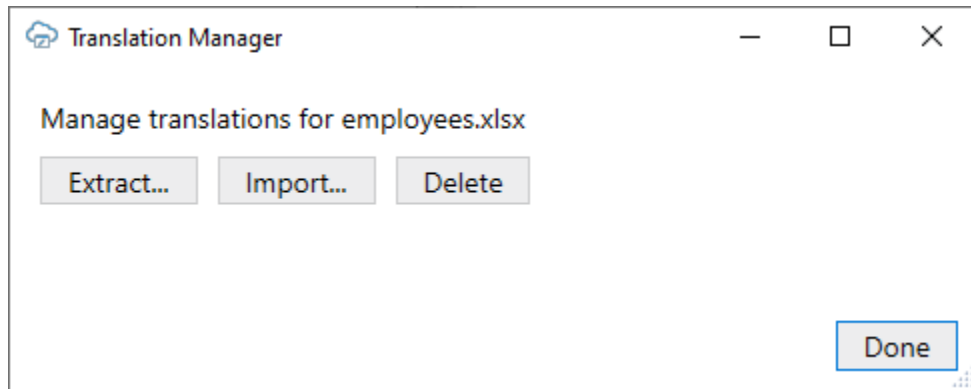 Translation Manager
Manage translations for employees.xlsx
Extract... Import... Delete
Done